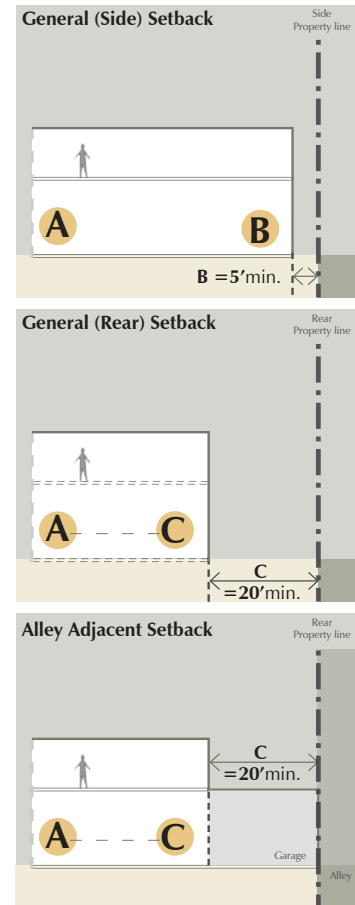 General (Side) Setback
Side
Property line
A
B
B =5'min.
General (Rear) Setback
Rear
Property line
A
C
C
=20'min.
Alley Adjacent Setback
Rear
Property line
C
=20'min.
A
C
Garage
Alley